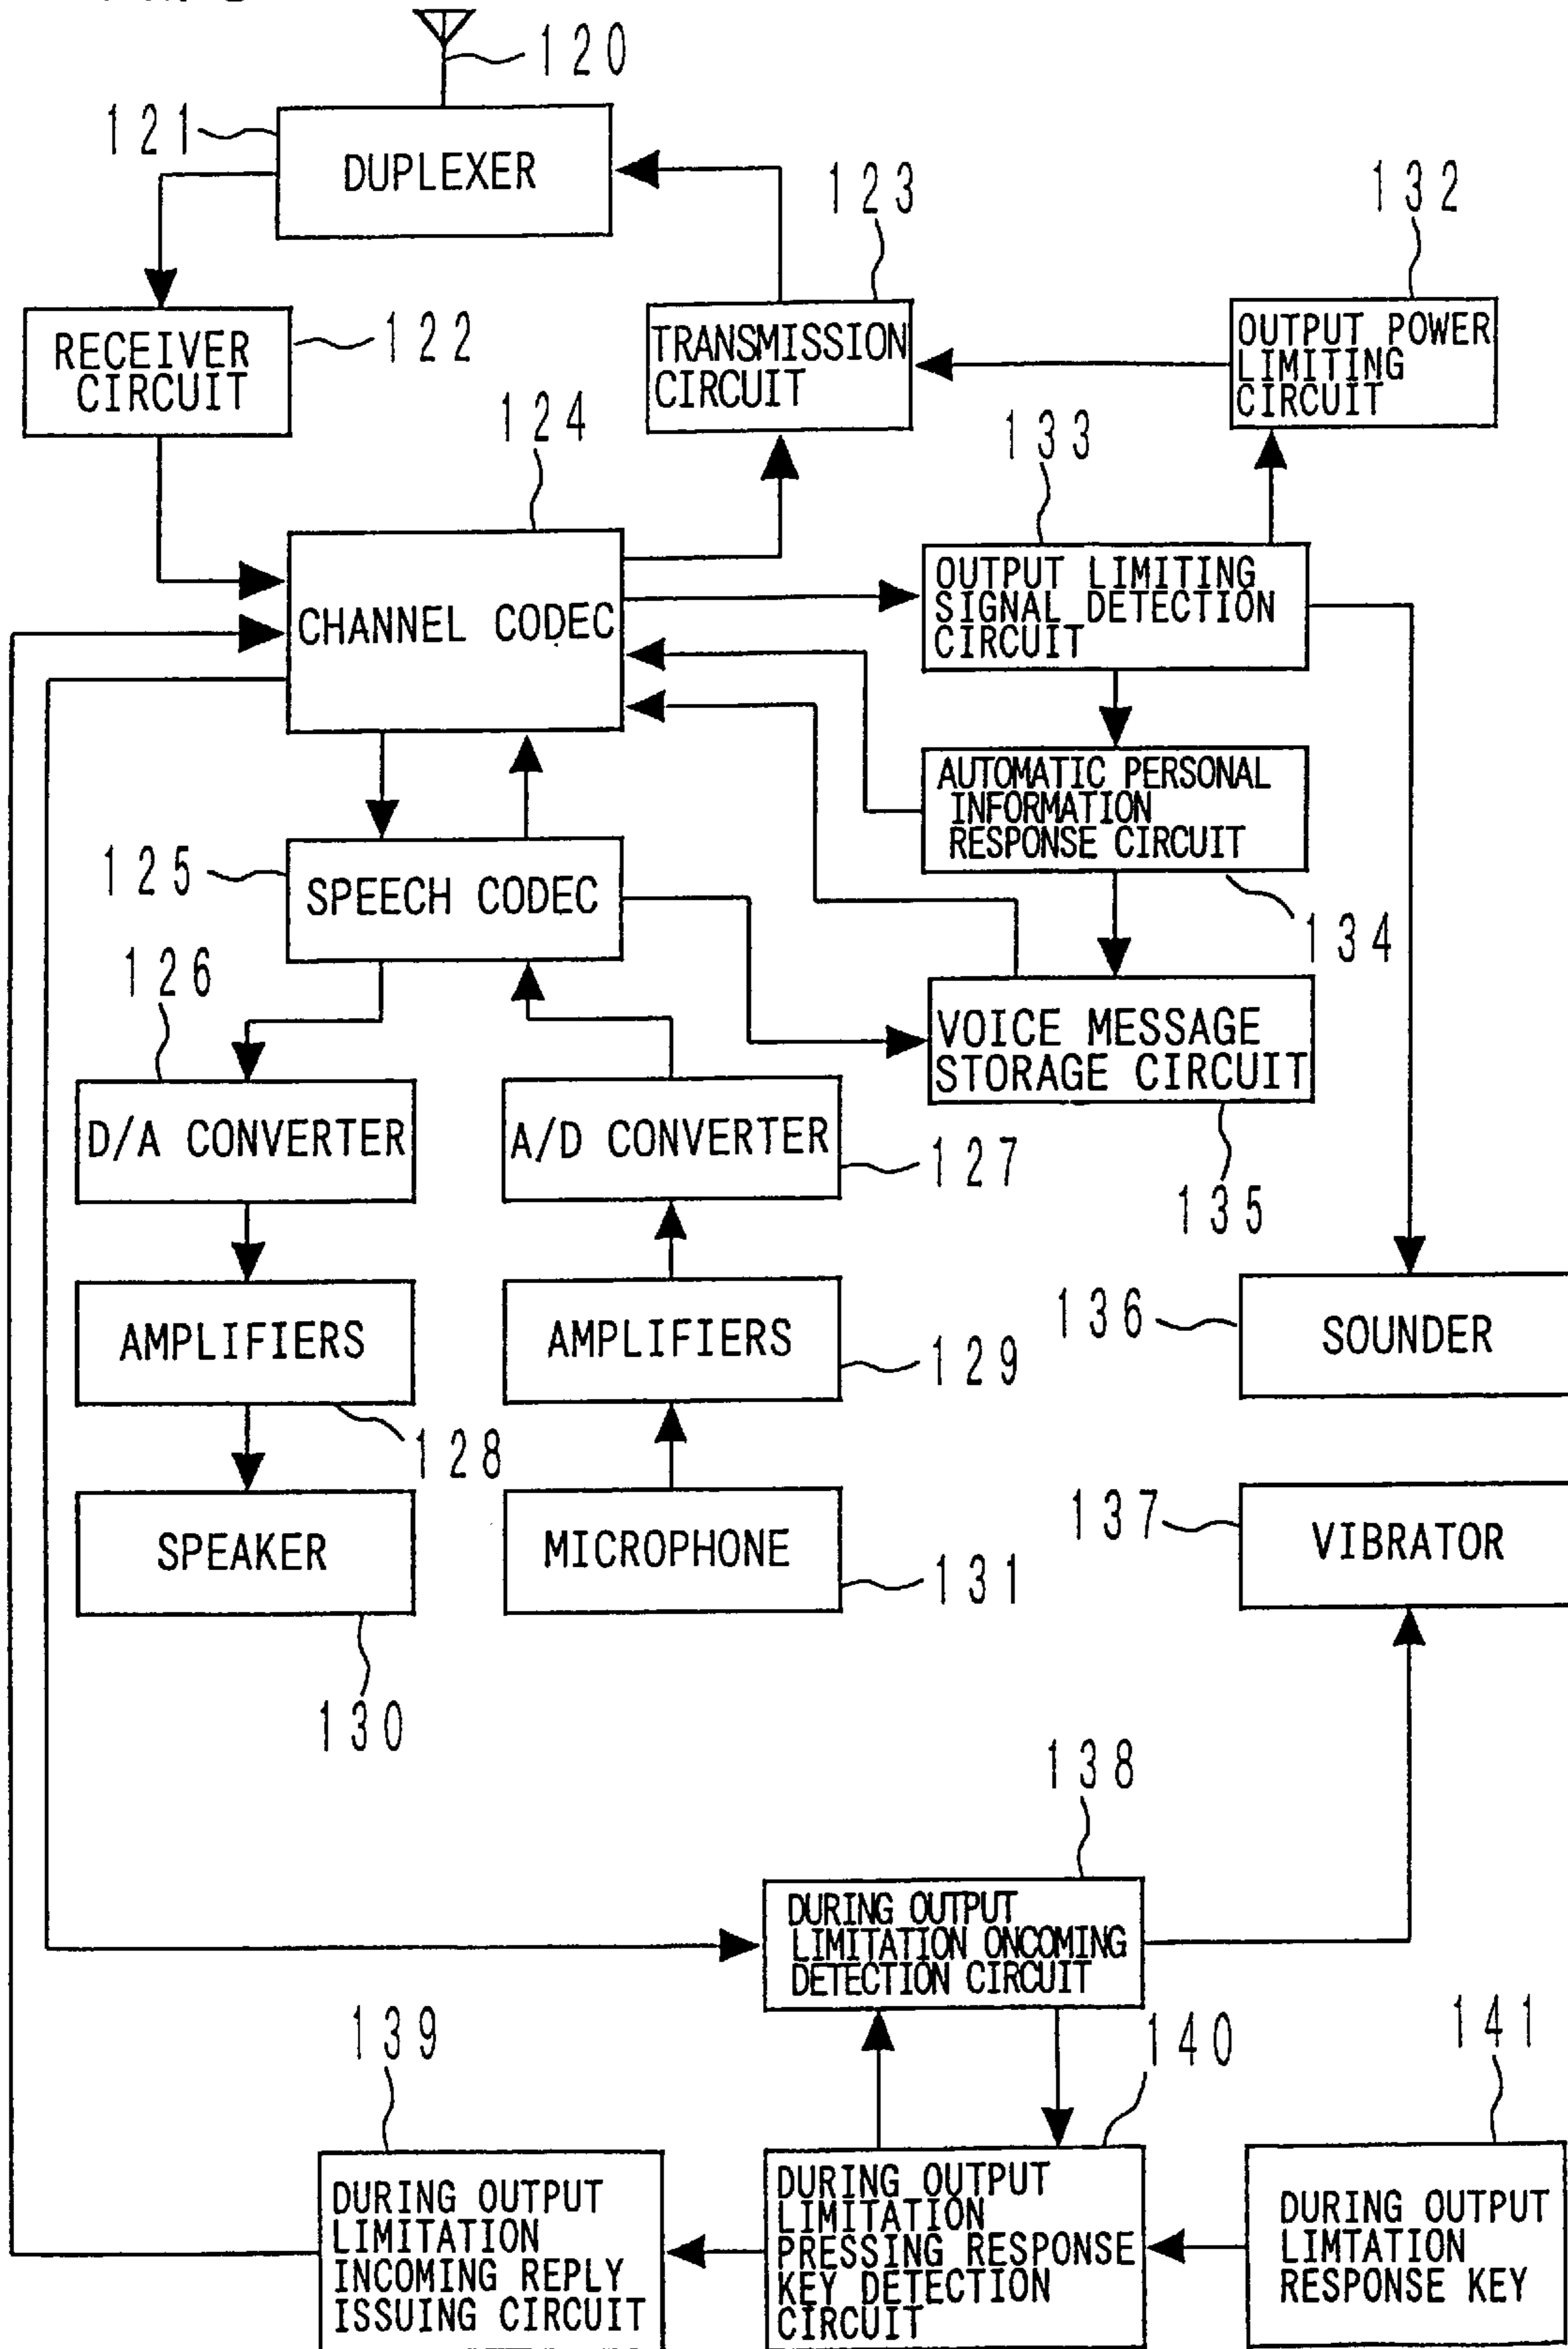 120
121
DUPLEXER
123
132
RECEIVER
CIRCUIT
122
TRANSMISSION
CIRCUIT
OUTPUT POWER
LIMITING
CIRCUIT
124
133
CHANNEL CODEC
OUTPUT LIMITING
SIGNAL DETECTION
CIRCUIT
AUTOMATIC PERSONAL
INFORMATION
RESPONSE CIRCUIT
125
SPEECH CODEC
134
126
VOICE MESSAGE
STORAGE CIRCUIT
D/A CONVERTER
A/D CONVERTER
127
135
AMPLIFIERS
AMPLIFIERS
129
136
SOUNDER
128
SPEAKER
MICROPHONE
131
137
VIBRATOR
130
138
DURING OUTPUT
LIMITATION ONCOMING
DETECTION CIRCUIT
139
140
141
DURING OUTPUT
LIMITATION
INCOMING REPLY
ISSUING CIRCUIT
DURING OUTPUT
LIMITATION
PRESSING RESPONSE
KEY DETECTION
CIRCUIT
DURING OUTPUT
LIMTATION
RESPONSE KEY